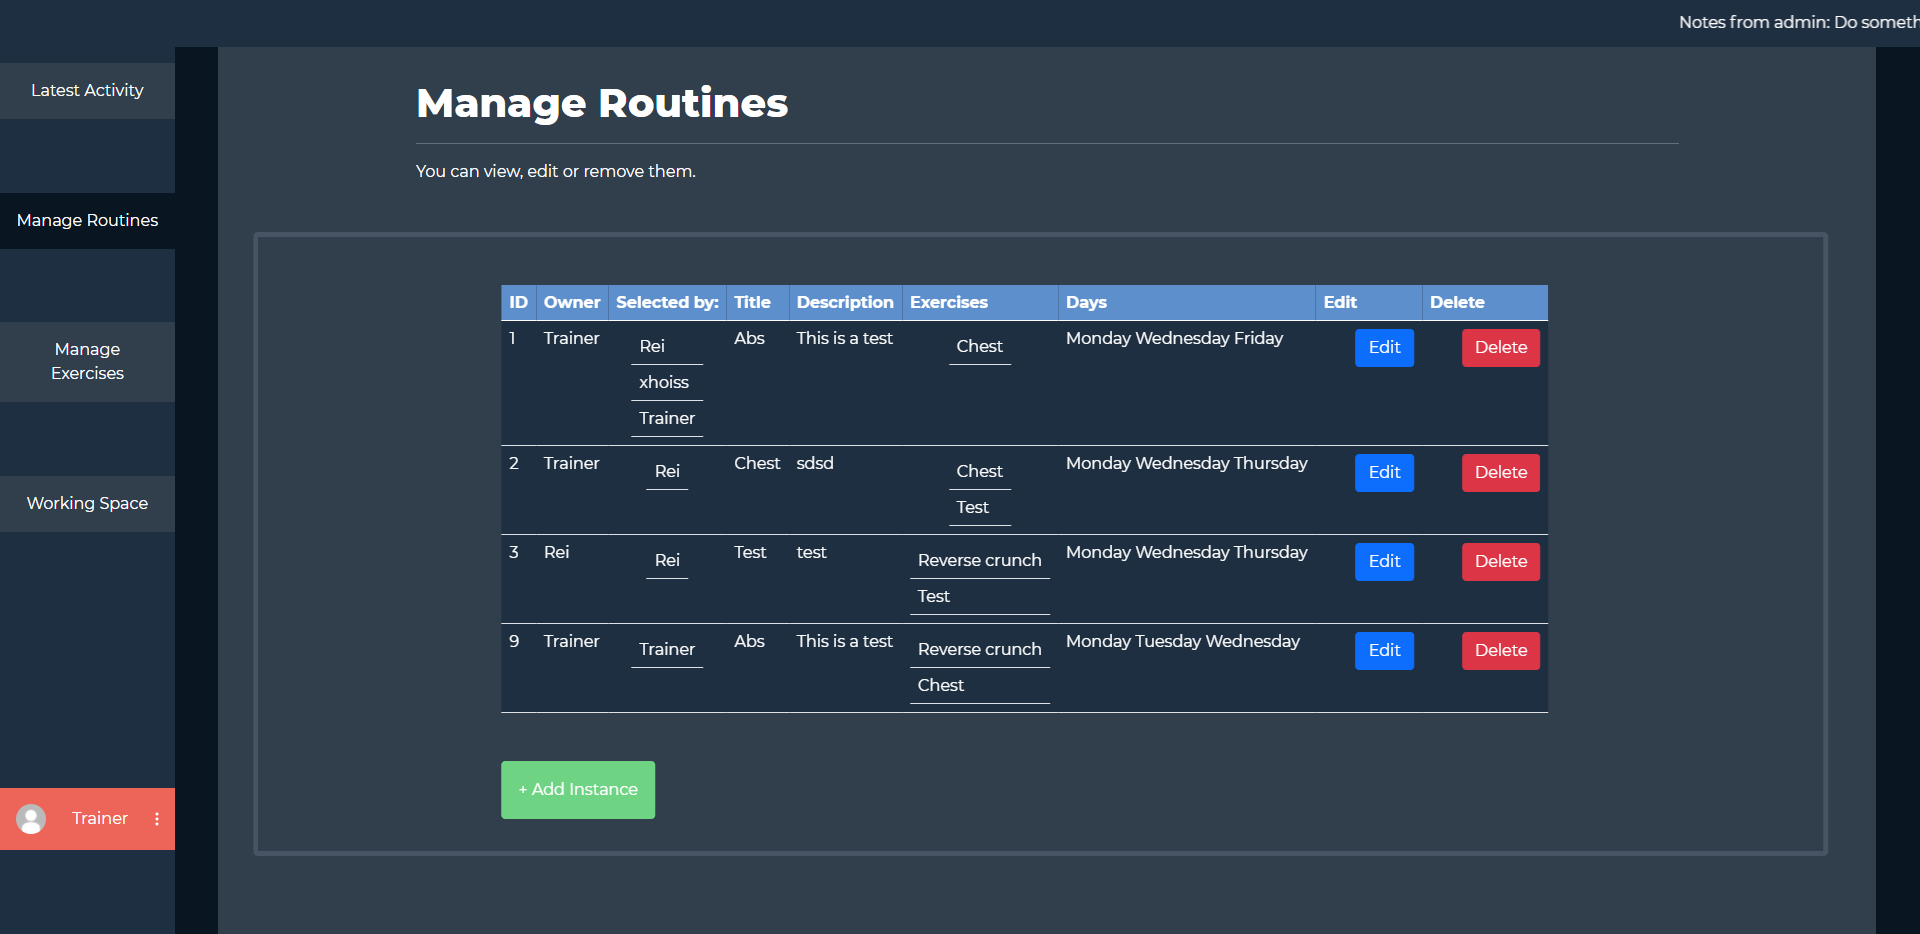 Notes from admin: Do someth
Latest Activity
Manage Routines
Manage
Exercises
Working Space
Trainer
Manage Routines
You can view, edit or remove them.
ID Owner Selected by: Title Description Exercises Days Edit Delete
1 Trainer Rei Abs This is a test Chest Monday Wednesday Friday Edit Delete
xhoiss
Trainer
2 Trainer Rei Chest sdsd Chest Monday Wednesday Thursday Edit Delete
Test
3 Rei Rei Test test Reverse crunch Monday Wednesday Thursday Edit Delete
Test
9 Trainer Trainer Abs This is a test Reverse crunch Monday Tuesday Wednesday Edit Delete
Chest
+ Add Instance